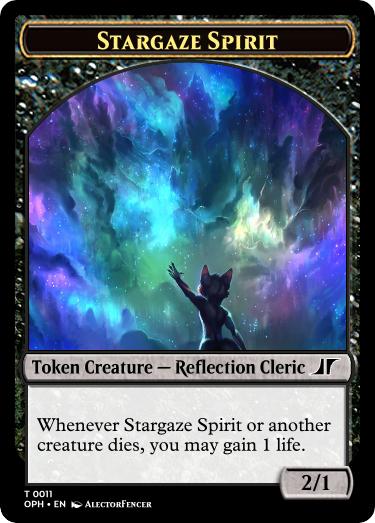 Stargaze Spirit
Token Creature — Reflection Cleric
Whenever Stargaze Spirit or another
creature dies, you may gain 1 life.
2/1
T 0011
OPH • EN AlectorFencer